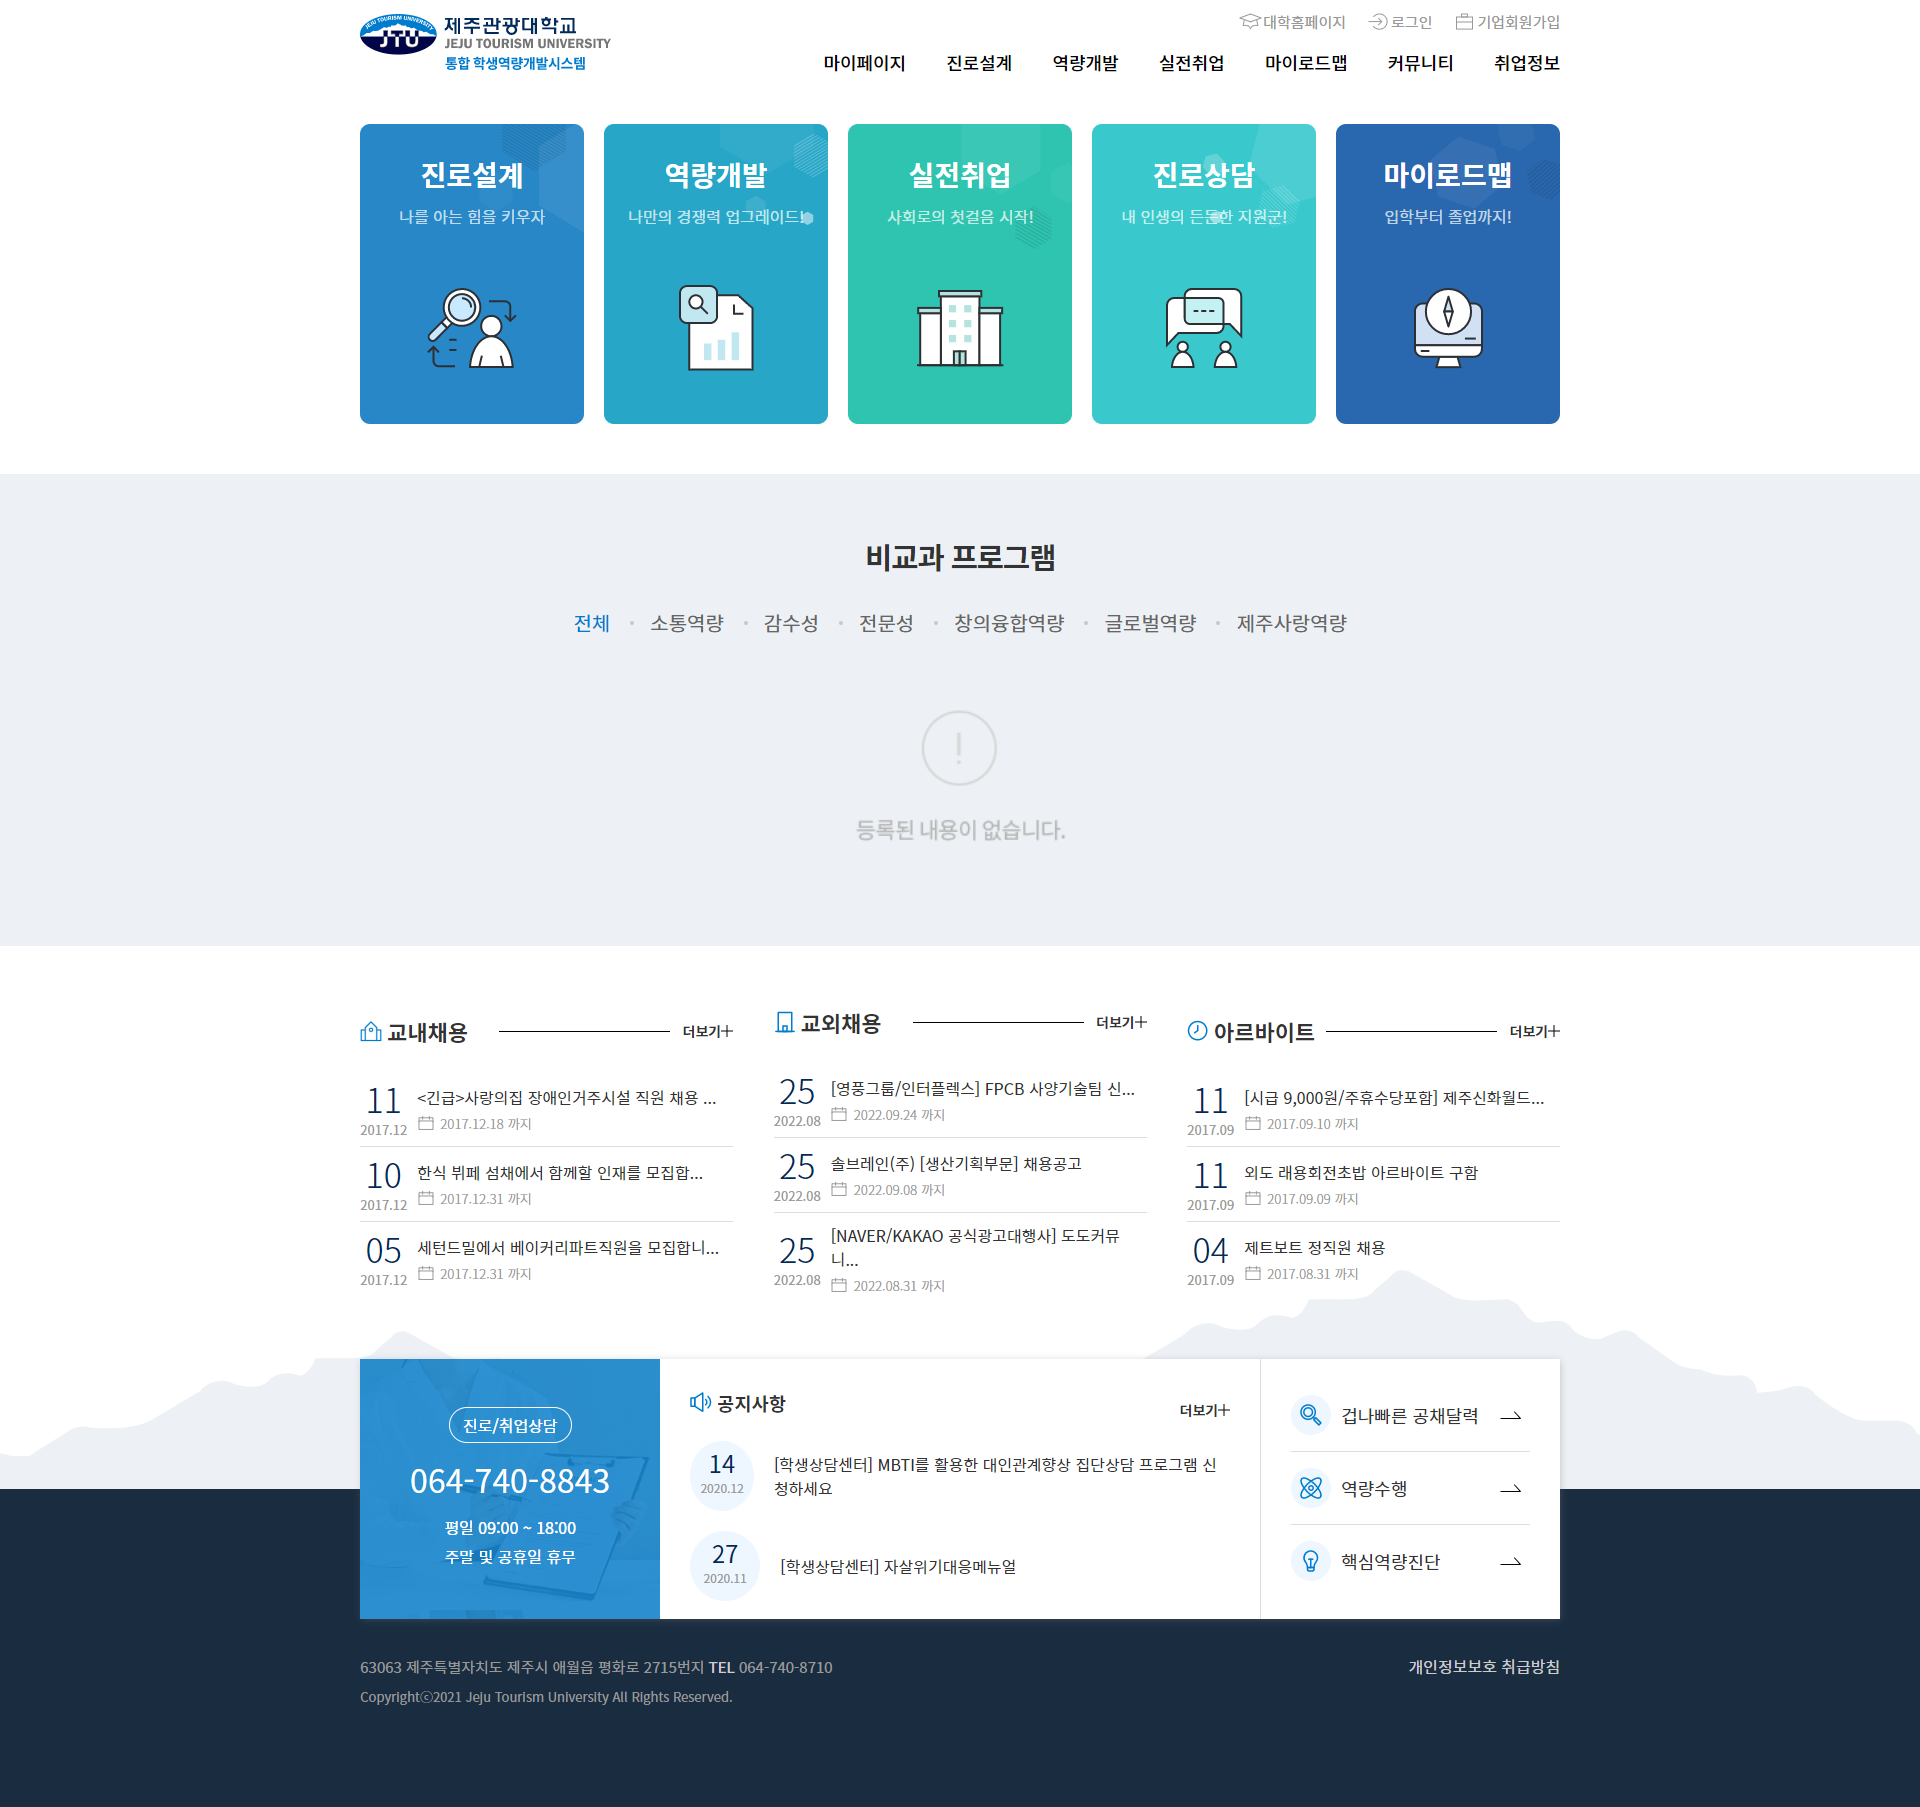 JEJU TOURISM UNIVERSITY
JTU
제주관광대학교
JEJU TOURISM UNIVERSITY
통합 학생역량개발시스템
대학홈페이지
로그인
기업회원가입
마이페이지
진로설계
역량개발
실전취업
마이로드맵
커뮤니티
취업정보
진로설계
나를 아는 힘을 키우자
역량개발
나만의 경쟁력 업그레이드!
실전취업
사회로의 첫걸음 시작!
진로상담
내 인생의 든든한 지원군!
마이로드맵
입학부터 졸업까지!
비교과 프로그램
전체
소통역량
감수성
전문성
창의융합역량
글로벌역량
제주사랑역량
등록된 내용이 없습니다.
교내채용
더보기
11
2017.12
<긴급>사랑의집 장애인거주시설 직원 채용 ...
2017.12.18 까지
10
2017.12
한식 뷔페 섬채에서 함께할 인재를 모집합...
2017.12.31 까지
05
2017.12
세턴드밀에서 베이커리파트직원을 모집합니...
2017.12.31 까지
교외채용
더보기
25
2022.08
[영풍그룹/인터플렉스] FPCB 사양기술팀 신...
2022.09.24 까지
25
2022.08
솔브레인(주) [생산기획부문] 채용공고
2022.09.08 까지
25
2022.08
[NAVER/KAKAO 공식광고대행사] 도도커뮤
니...
2022.08.31 까지
아르바이트
더보기
11
2017.09
[시급 9,000원/주휴수당포함] 제주신화월드...
2017.09.10 까지
11
2017.09
외도 래용회전초밥 아르바이트 구함
2017.09.09 까지
04
2017.09
제트보트 정직원 채용
2017.08.31 까지
진로/취업상담
064-740-8843
평일 09:00 ~ 18:00
주말 및 공휴일 휴무
공지사항
더보기
14
2020.12
[학생상담센터] MBTI를 활용한 대인관계향상 집단상담 프로그램 신
청하세요
27
2020.11
[학생상담센터] 자살위기대응메뉴얼
겁나빠른 공채달력
역량수행
핵심역량진단
63063 제주특별자치도 제주시 애월읍 평화로 2715번지 TEL 064-740-8710
개인정보보호 취급방침
Copyrightⓒ2021 Jeju Tourism University All Rights Reserved.